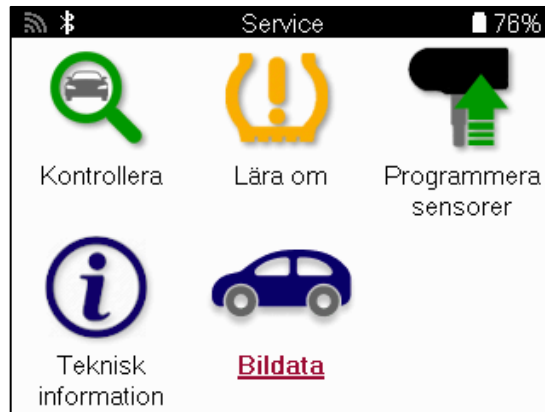 Service
76%
Kontrollera
Lära om
Programmera
sensorer
Teknisk
information
Bildata